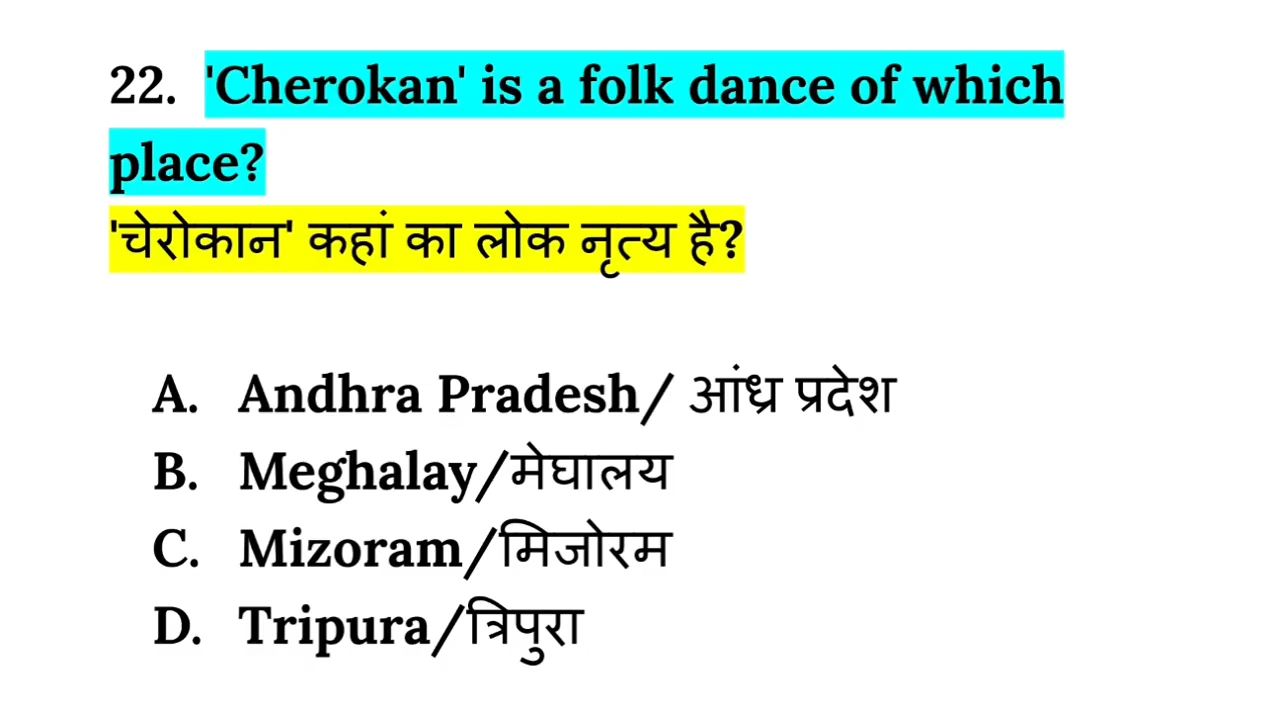 22. 'Cherokan' is a folk dance of which
place?
'चेरोकान' कहां का लोक नृत्य है?
A. Andhra Pradesh/ आंध्र प्रदेश
B. Meghalay/मेघालय
C. Mizoram/मिजोरम
D. Tripura/त्रिपुरा